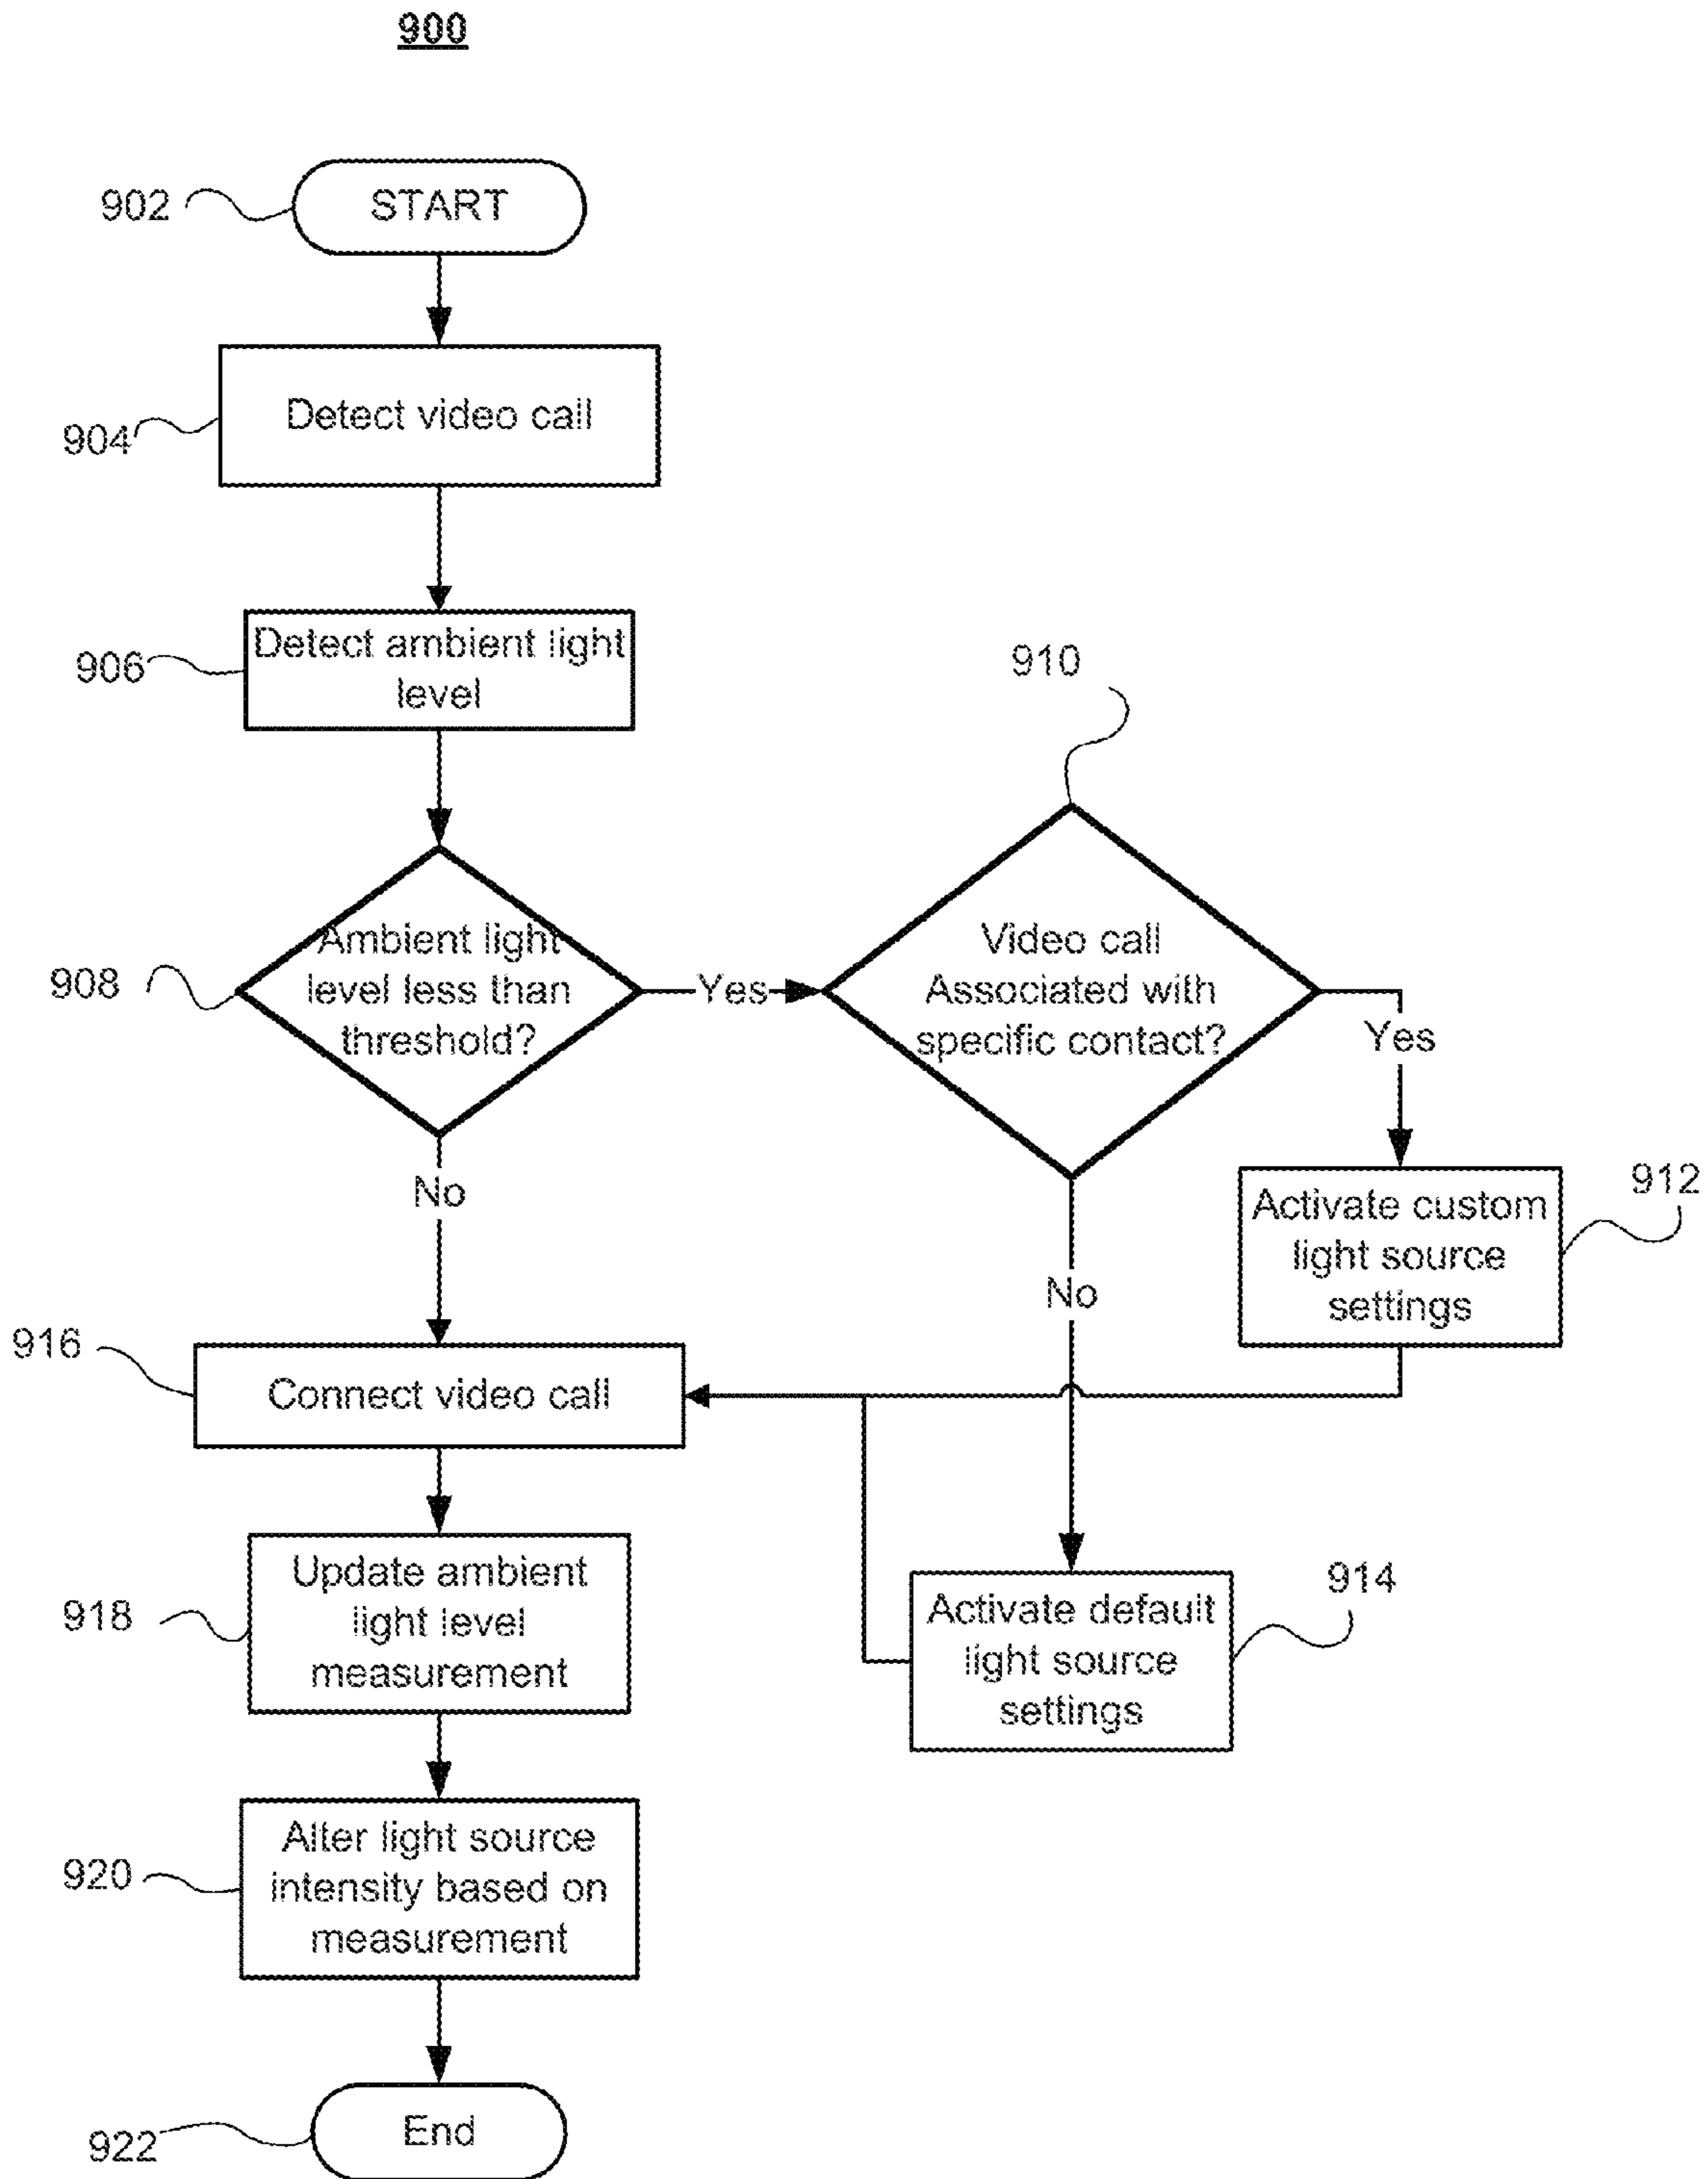 900
902
START
904
Detect video call
906
Detect ambient light
level
908
Ambient light
level less than
threshold?
Yes
910
Video call
Associated with
specific contact?
Yes
912
Activate custom
light source
settings
No
No
916
Connect video call
914
Activate default
light source
settings
918
Update ambient
light level
measurement
920
Alter light source
intensity based on
measurement
922
End